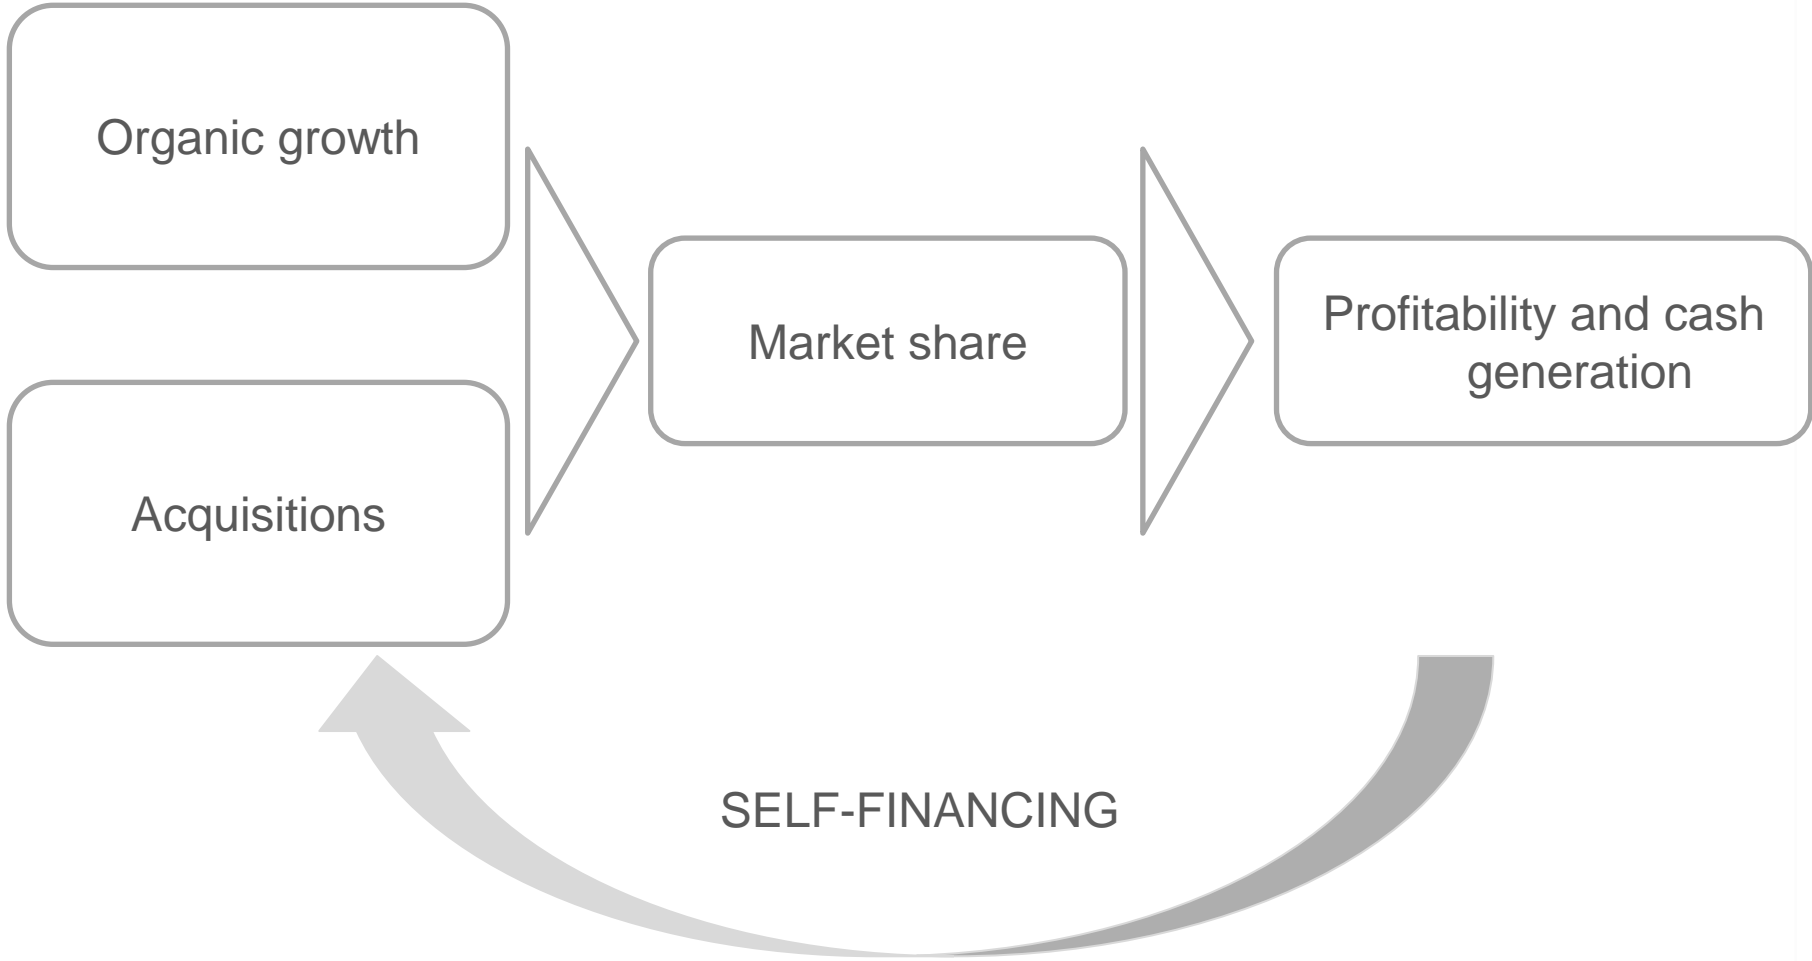 Organic growth
Acquisitions
Market share
Profitability and cash
generation
SELF-FINANCING